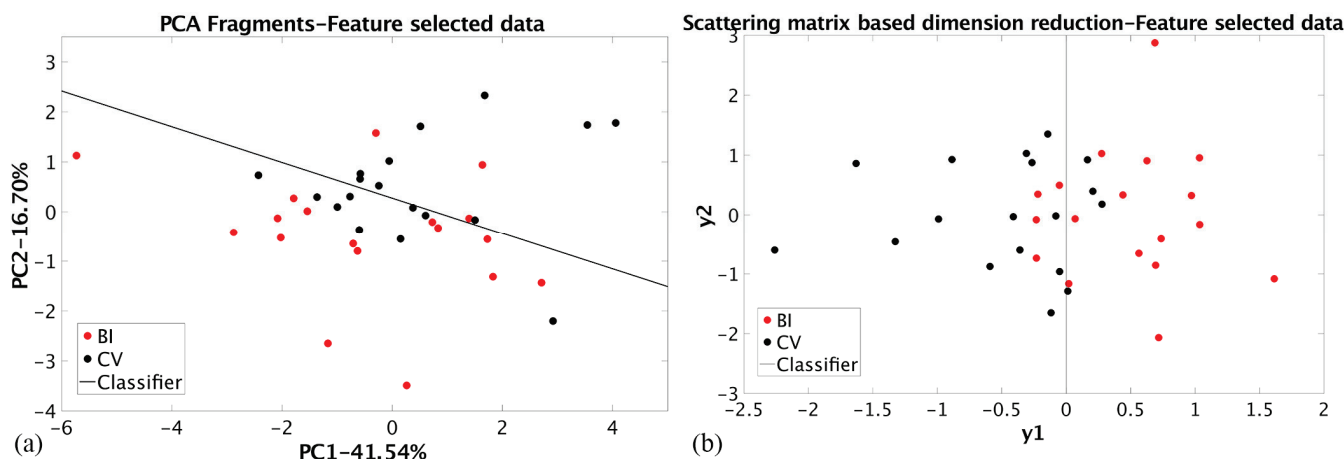 PCA Fragments–Feature selected data
3
2
1
0
−1
−2
−3
−4
PC2–16.70%
BI
CV
Classifier
−6
−4
−2
0
2
4
PC1–41.54%
(a)
Scattering matrix based dimension reduction–Feature selected data
3
2
1
0
−1
−2
−3
y2
BI
CV
Classifier
−2.5
−2
−1.5
−1
−0.5
0
0.5
1
1.5
2
y1
(b)